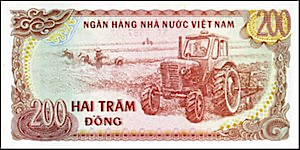 NGÂN HÀNG NHÀ NƯỚC VIỆT NAM
200
200
HAI TRĂM
ĐỒNG